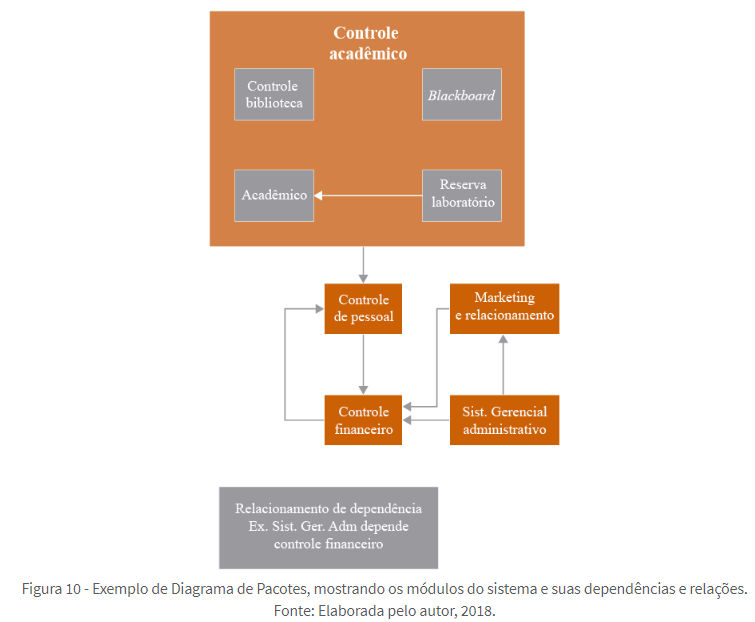 Controle
acadêmico
Controle
biblioteca
Blackboard
Acadêmico
Reserva
laboratório
Controle
de pessoal
Marketing
e relacionamento
Controle
financeiro
Sist. Gerencial
administrativo
Relacionamento de dependência
Ex. Sist. Ger. Adm depende
controle financeiro
Figura 10 - Exemplo de Diagrama de Pacotes, mostrando os módulos do sistema e suas dependências e relações.
Fonte: Elaborada pelo autor, 2018.